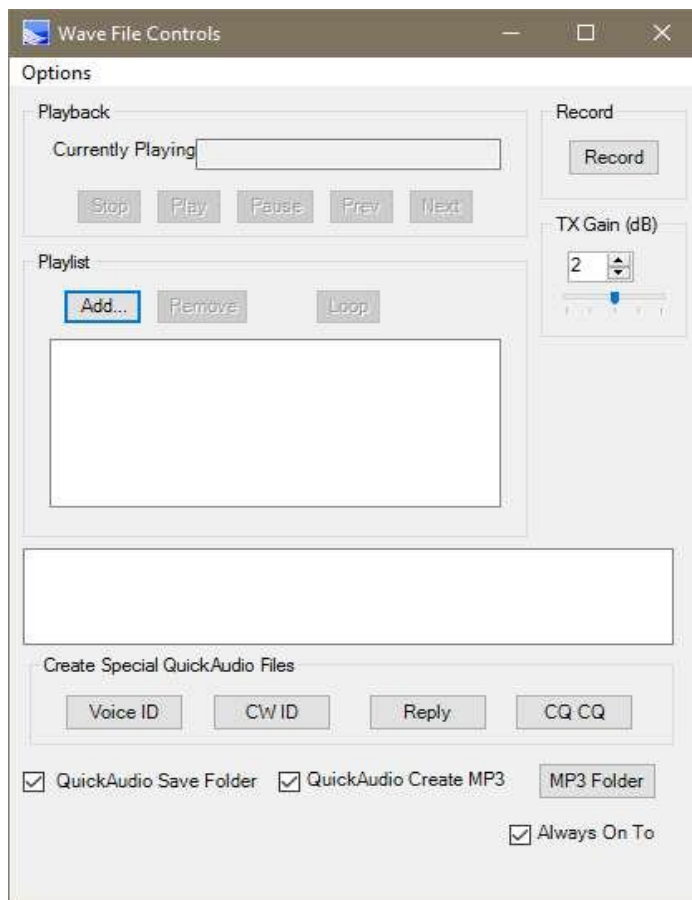 Wave File Controls
Options
Playback
Currently Playing
Stop Play Pause Prev Next
Record
Record
TX Gain (dB)
2
Playlist
Add... Remove Loop
Create Special QuickAudio Files
Voice ID CW ID Reply CQ CQ
QuickAudio Save Folder QuickAudio Create MP3 MP3 Folder
Always On To